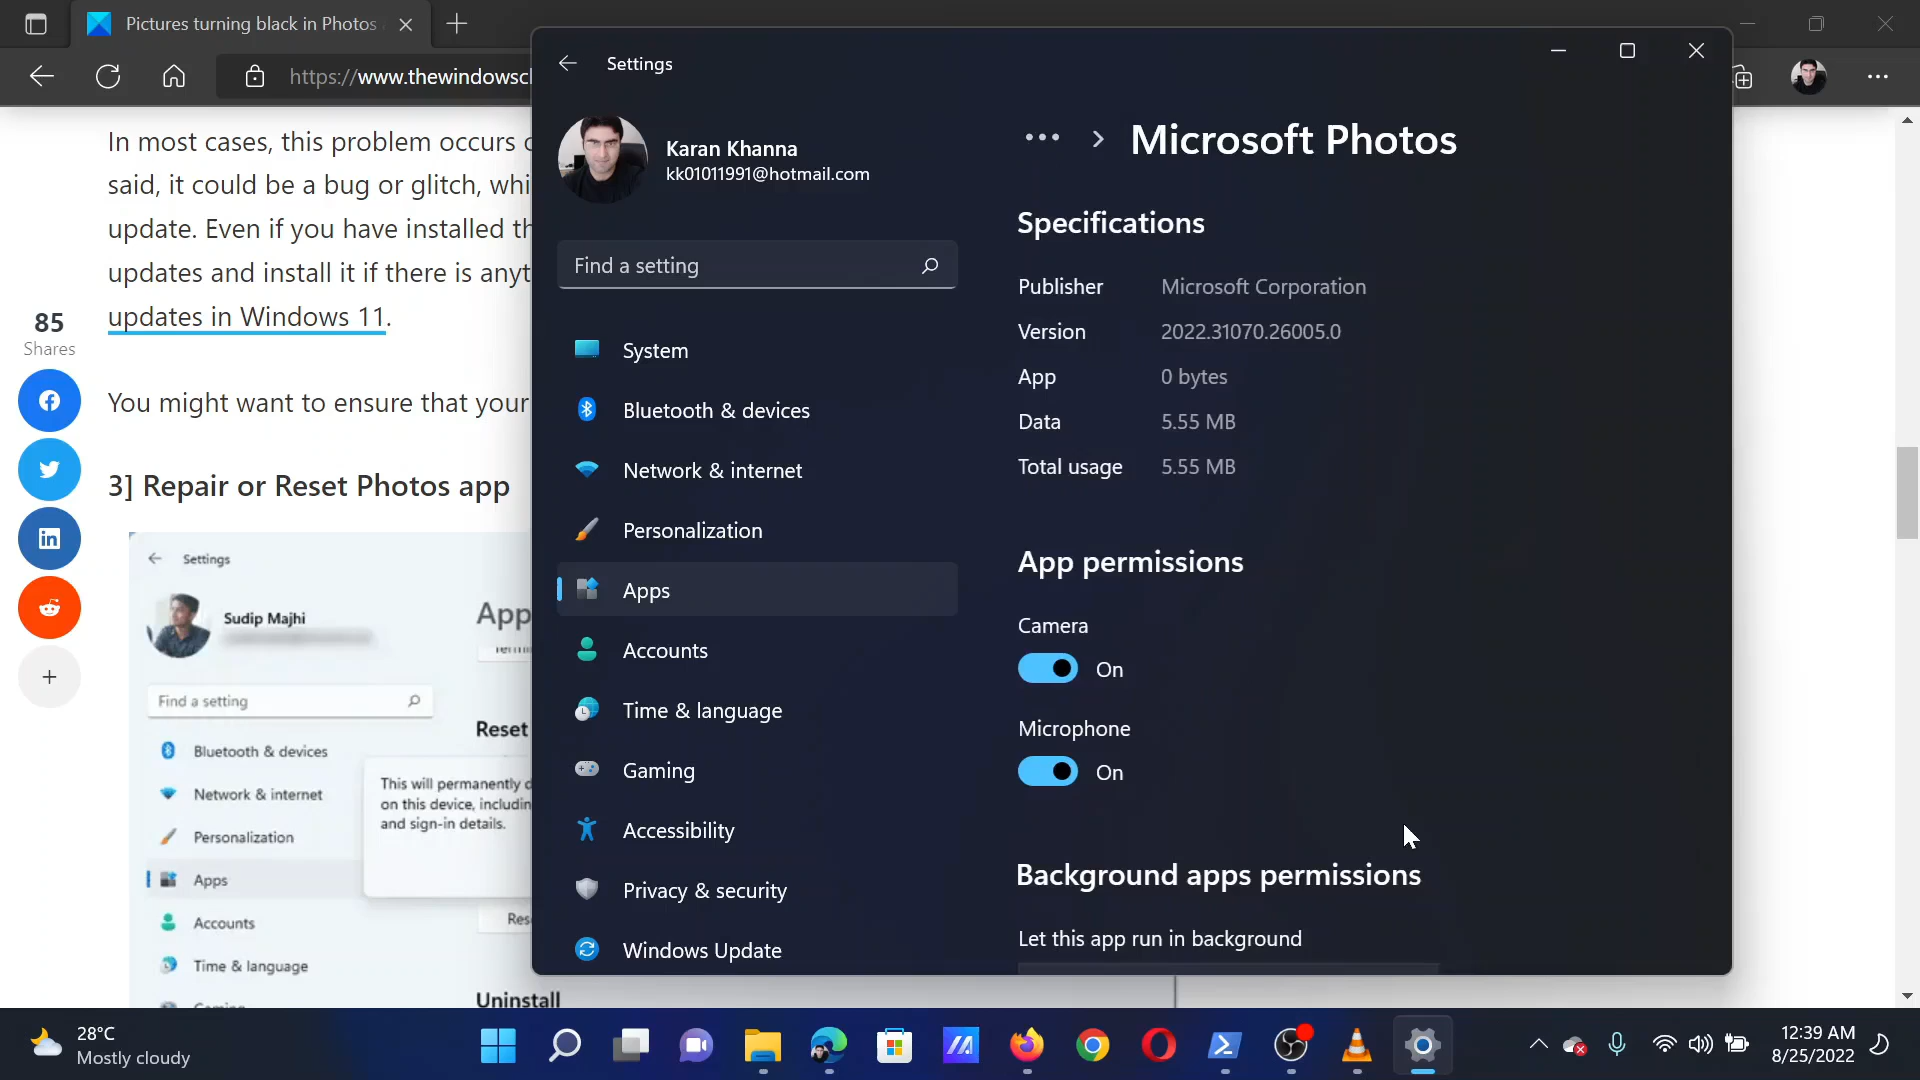 Pictures turning black in Photos
https://www.thewindowscl
In most cases, this problem occurs
said, it could be a bug or glitch, whi
update. Even if you have installed th
updates and install it if there is anyt
updates in Windows 11.
You might want to ensure that your
3] Repair or Reset Photos app
85
Shares
Settings
Sudip Majhi
Find a setting
Bluetooth & devices
Network & internet
Personalization
Apps
Accounts
Time & language
App
Reset
This will permanently d
on this device, includin
and sign-in details.
Res
Uninstall
Settings
Karan Khanna
kk01011991@hotmail.com
Find a setting
System
Bluetooth & devices
Network & internet
Personalization
Apps
Accounts
Time & language
Gaming
Accessibility
Privacy & security
Windows Update
... > Microsoft Photos
Specifications
Publisher Microsoft Corporation
Version 2022.31070.26005.0
App 0 bytes
Data 5.55 MB
Total usage 5.55 MB
App permissions
Camera
On
Microphone
On
Background apps permissions
Let this app run in background
28°C
Mostly cloudy
12:39 AM
8/25/2022